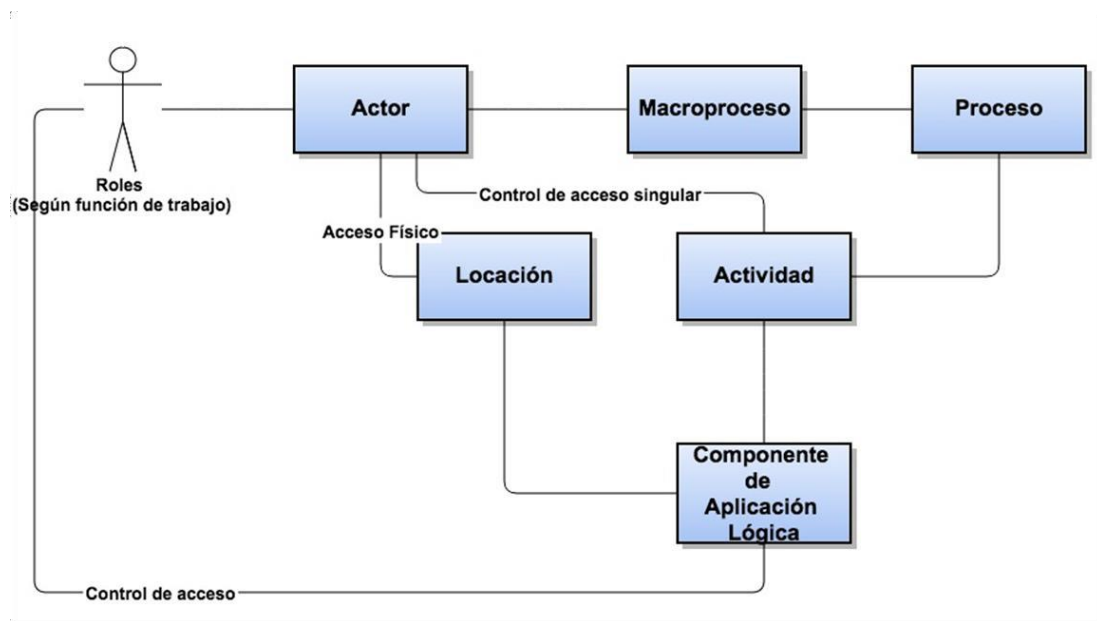 Actor
Macroproceso
Proceso
Roles
(Según función de trabajo)
Control de acceso singular
Acceso Físico
Locación
Actividad
Componente
de
Aplicación
Lógica
Control de acceso